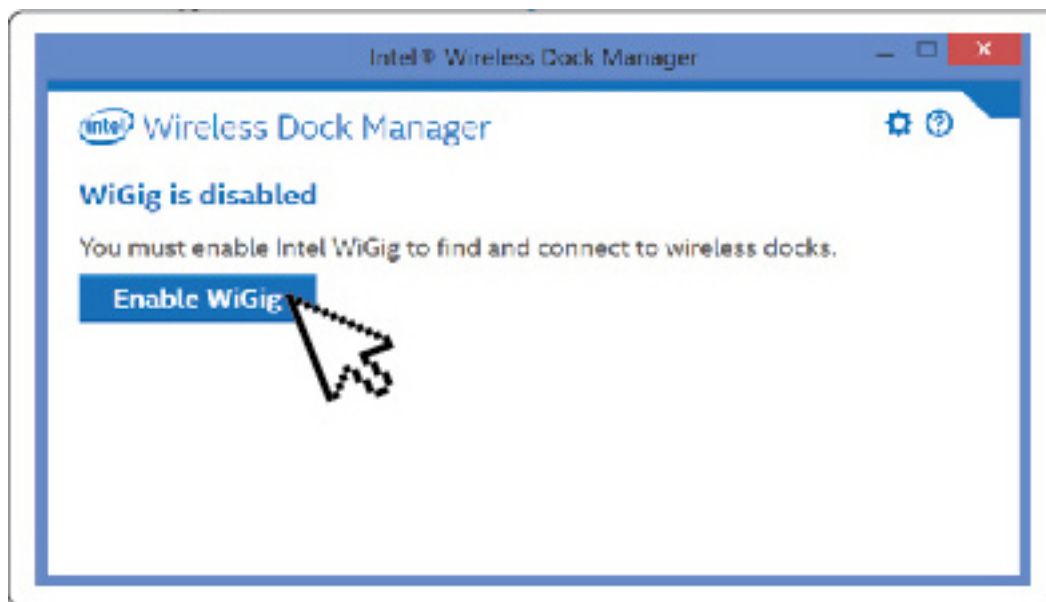 Intel® Wireless Dock Manager
intel Wireless Dock Manager
WiGig is disabled
You must enable Intel WiGig to find and connect to wireless docks.
Enable WiGig